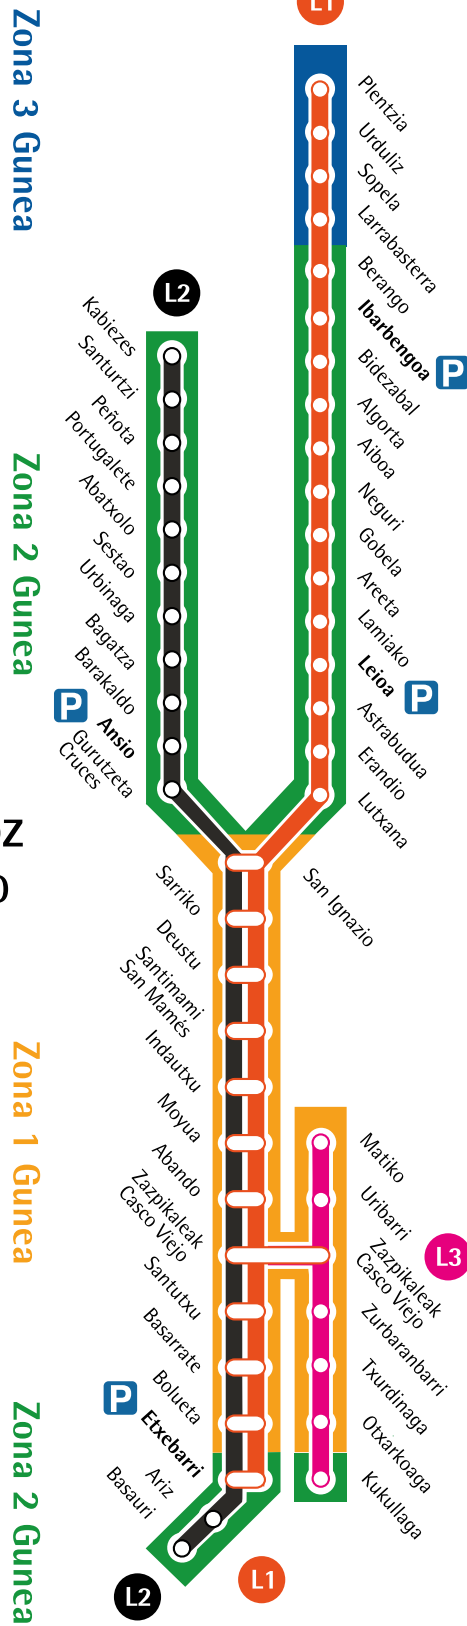 L1
Zona 3 Gunea
Plentzia
Urduliz
Sopela
Larrabasterra
Berango
Ibarbengoa
P
Bidezabal
Algorta
Aiboa
Neguri
Gobela
Areeta
Lamiako
Leioa
P
Astrabudua
Erandio
Lutxana
L2
Kabiezes
Santurtzi
Peñota
Portugalete
Abatxolo
Sestao
Urbinaga
Bagatza
Barakaldo
P
Ansio
Gurutzeta
Cruces
Zona 2 Gunea
San Ignazio
Sarriko
Deustu
Santimami
San Mamés
Indautxu
Moyua
Abando
Zazpikaleak
Casco Viejo
Santutxu
Basarrate
Bolueta
P
Etxebarri
Ariz
Basauri
Zona 1 Gunea
Matiko
Uribarri
Zazpikaleak
Casco Viejo
L3
Zurbaranbarri
Txurdinaga
Otxarkoaga
Kukullaga
Zona 2 Gunea
L2
L1